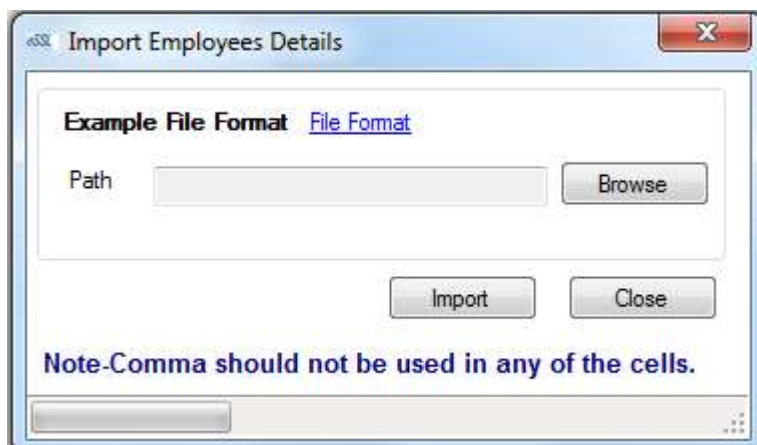 eSSL Import Employees Details
Example File Format File Format
Path Browse
Import Close
Note-Comma should not be used in any of the cells.